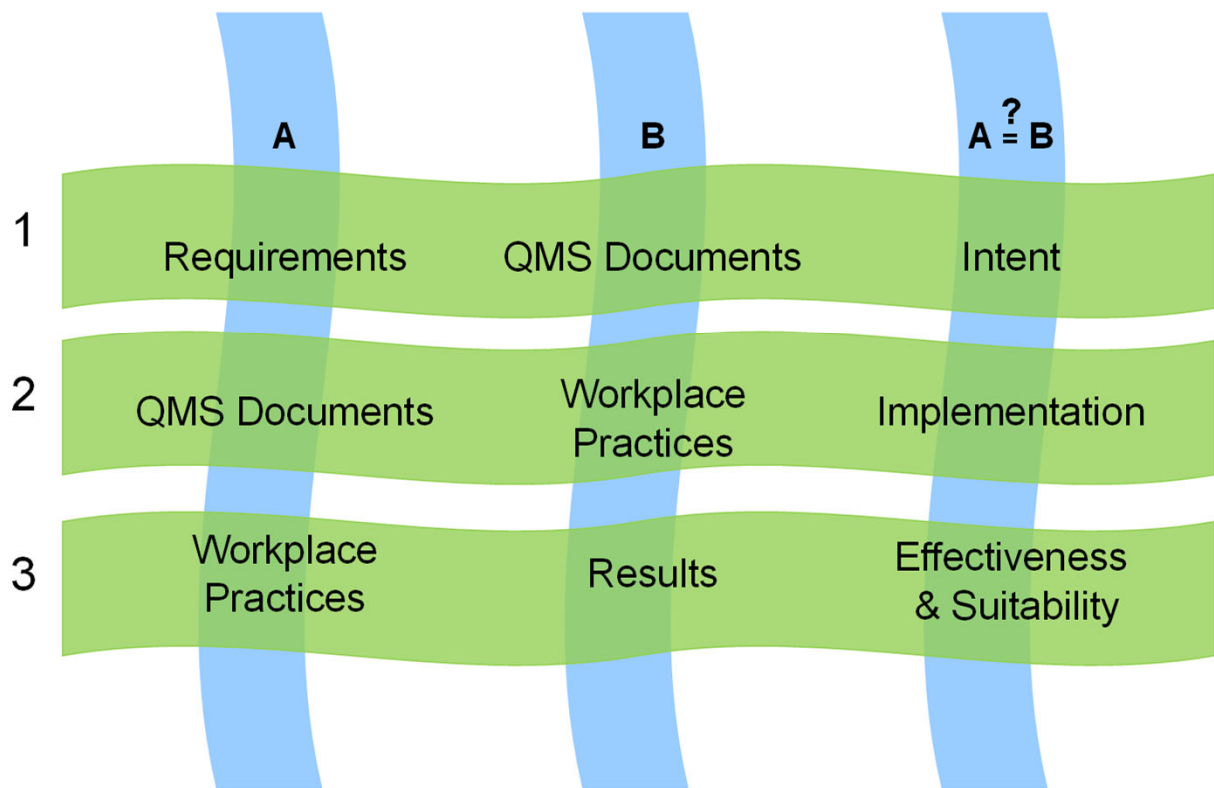 A B A ? = B
1 Requirements QMS Documents Intent
2 QMS Documents Workplace Practices Implementation
3 Workplace Practices Results Effectiveness & Suitability